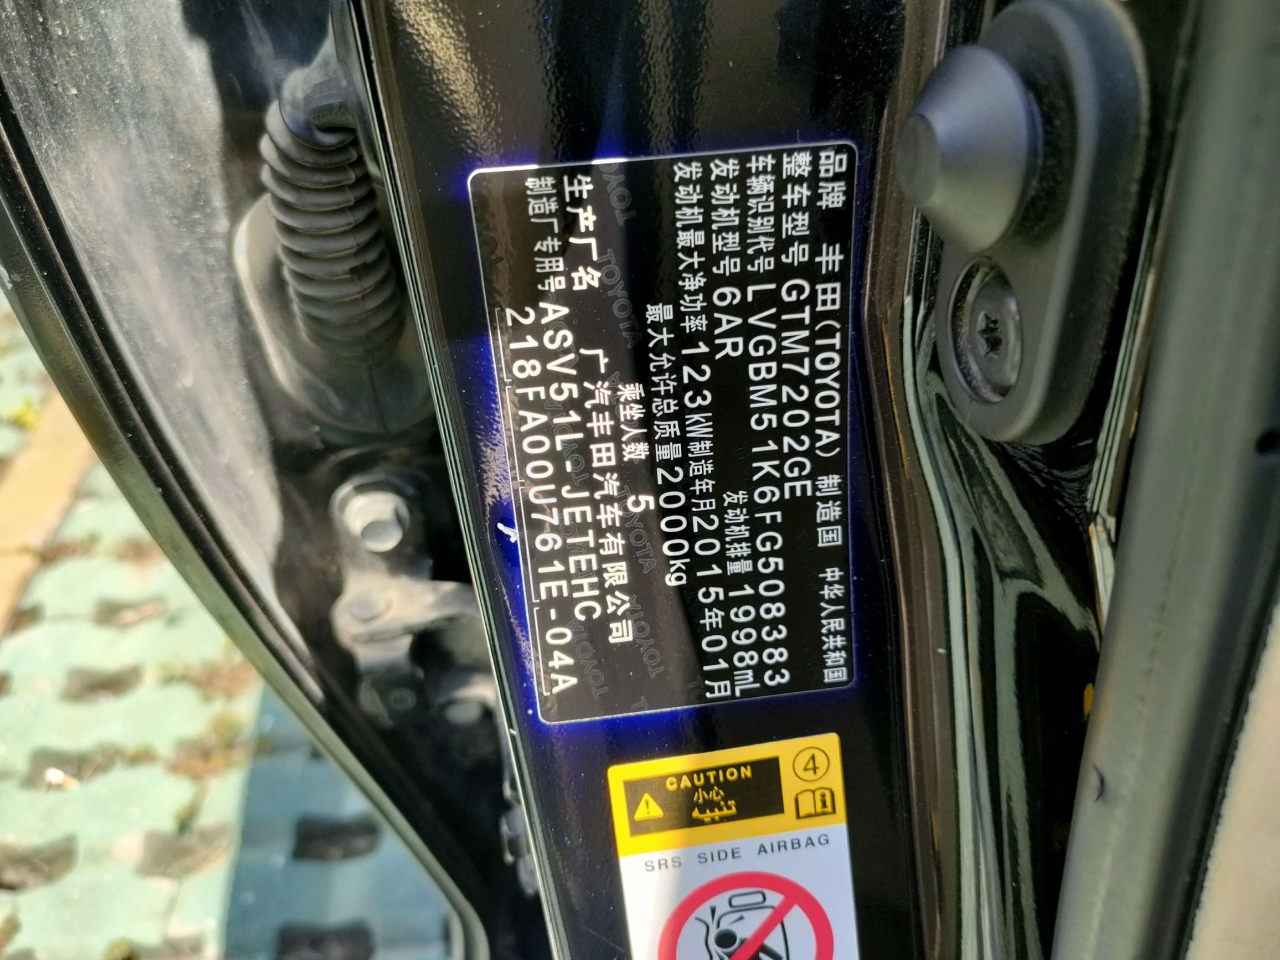 品牌 丰田(TOYOTA) 制造国 中华人民共和国
整车型号 GTM7202GE
车辆识别代号 LVGBM51K6FG508383
发动机型号 6AR 发动机排量 1998mL
发动机最大净功率 123kW 制造年月 2015年01月
最大允许总质量 2000kg
乘坐人数 5
生产厂名 广汽丰田汽车有限公司
制造厂专用号 ASV51L-JETEHC
218FA00U761E-04A
CAUTION
小心
تنبيه
4
SRS SIDE AIRBAG